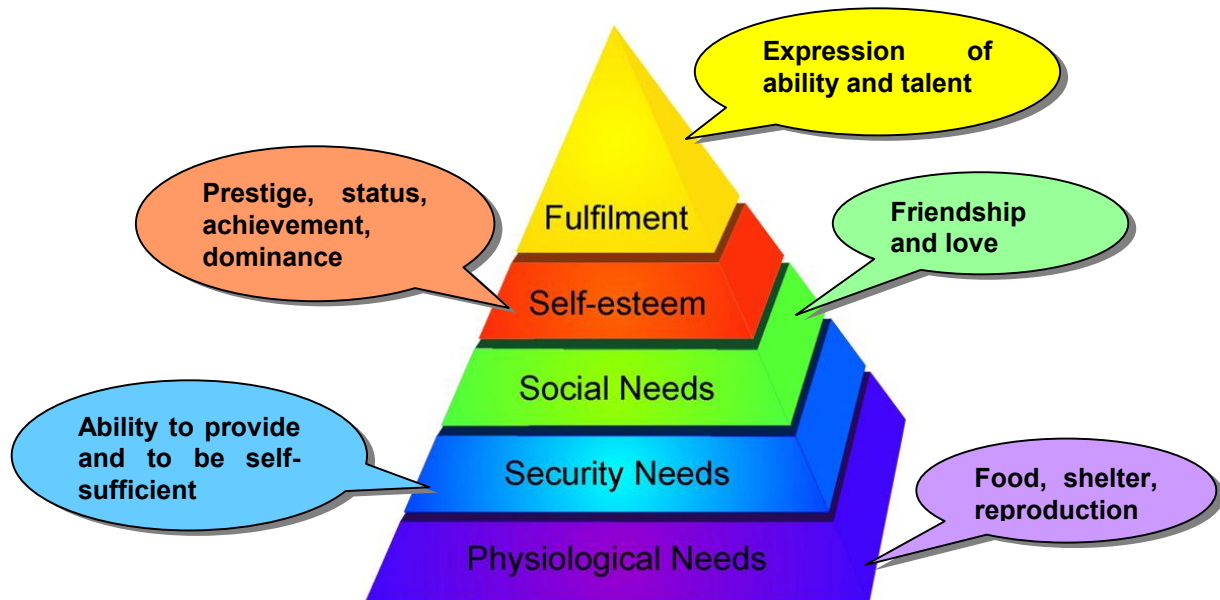 Expression of
ability and talent
Prestige, status,
achievement,
dominance
Fulfilment
Friendship
and love
Self-esteem
Social Needs
Ability to provide
and to be self-
sufficient
Security Needs
Food, shelter,
reproduction
Physiological Needs